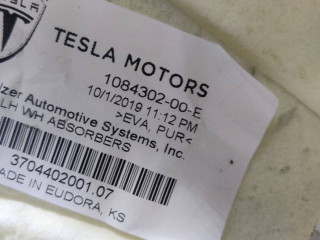 TESLA MOTORS
1084302-00-E
10/1/2019 11:12 PM
>EVA, PUR<
zer Automotive Systems, Inc.
LH WH ABSORBERS
3704402001.07
ADE IN EUDORA, KS